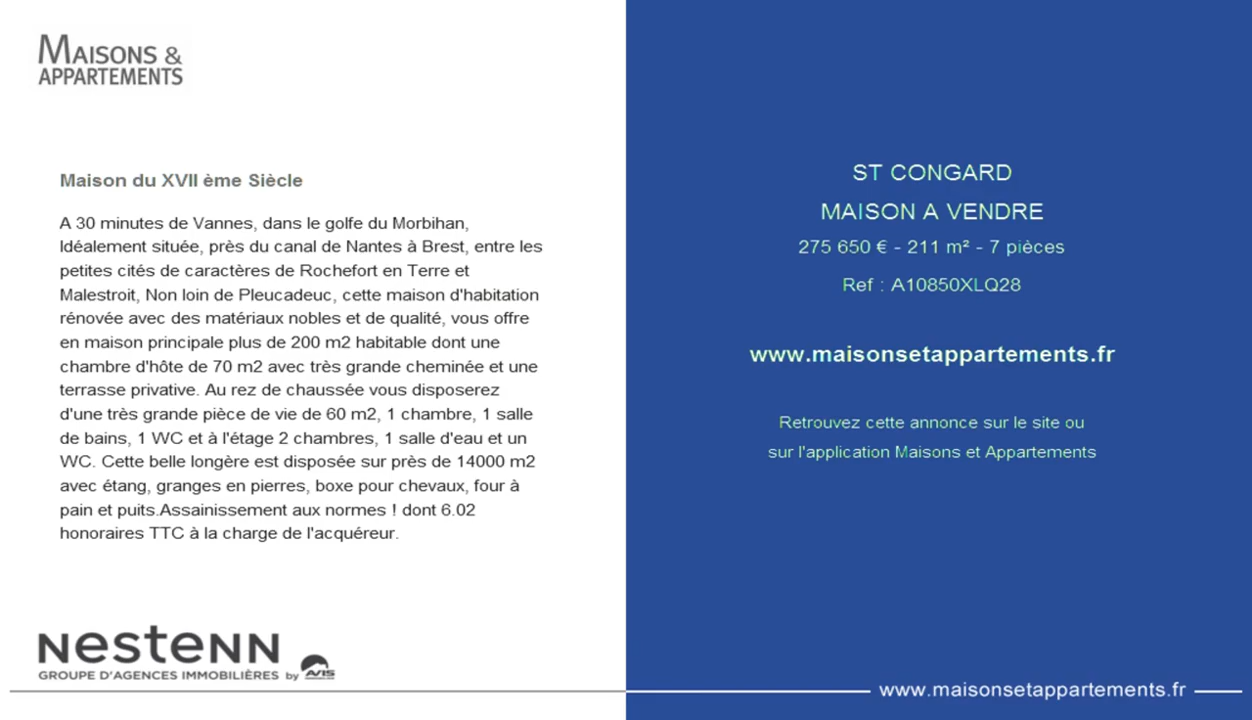 MAISONS &
APPARTEMENTS
Maison du XVII ème Siècle
A 30 minutes de Vannes, dans le golfe du Morbihan,
Idéalement située, près du canal de Nantes à Brest, entre les
petites cités de caractères de Rochefort en Terre et
Malestroit, Non loin de Pleucadeuc, cette maison d'habitation
rénovée avec des matériaux nobles et de qualité, vous offre
en maison principale plus de 200 m2 habitable dont une
chambre d'hôte de 70 m2 avec très grande cheminée et une
terrasse privative. Au rez de chaussée vous disposerez
d'une très grande pièce de vie de 60 m2, 1 chambre, 1 salle
de bains, 1 WC et à l'étage 2 chambres, 1 salle d'eau et un
WC. Cette belle longère est disposée sur près de 14000 m2
avec étang, granges en pierres, boxe pour chevaux, four à
pain et puits.Assainissement aux normes ! dont 6.02
honoraires TTC à la charge de l'acquéreur.
NesteNN
GROUPE D'AGENCES IMMOBILIÈRES by AVIS
ST CONGARD
MAISON A VENDRE
275 650 € - 211 m² - 7 pièces
Ref : A10850XLQ28
www.maisonsetappartements.fr
Retrouvez cette annonce sur le site ou
sur l'application Maisons et Appartements
www.maisonsetappartements.fr